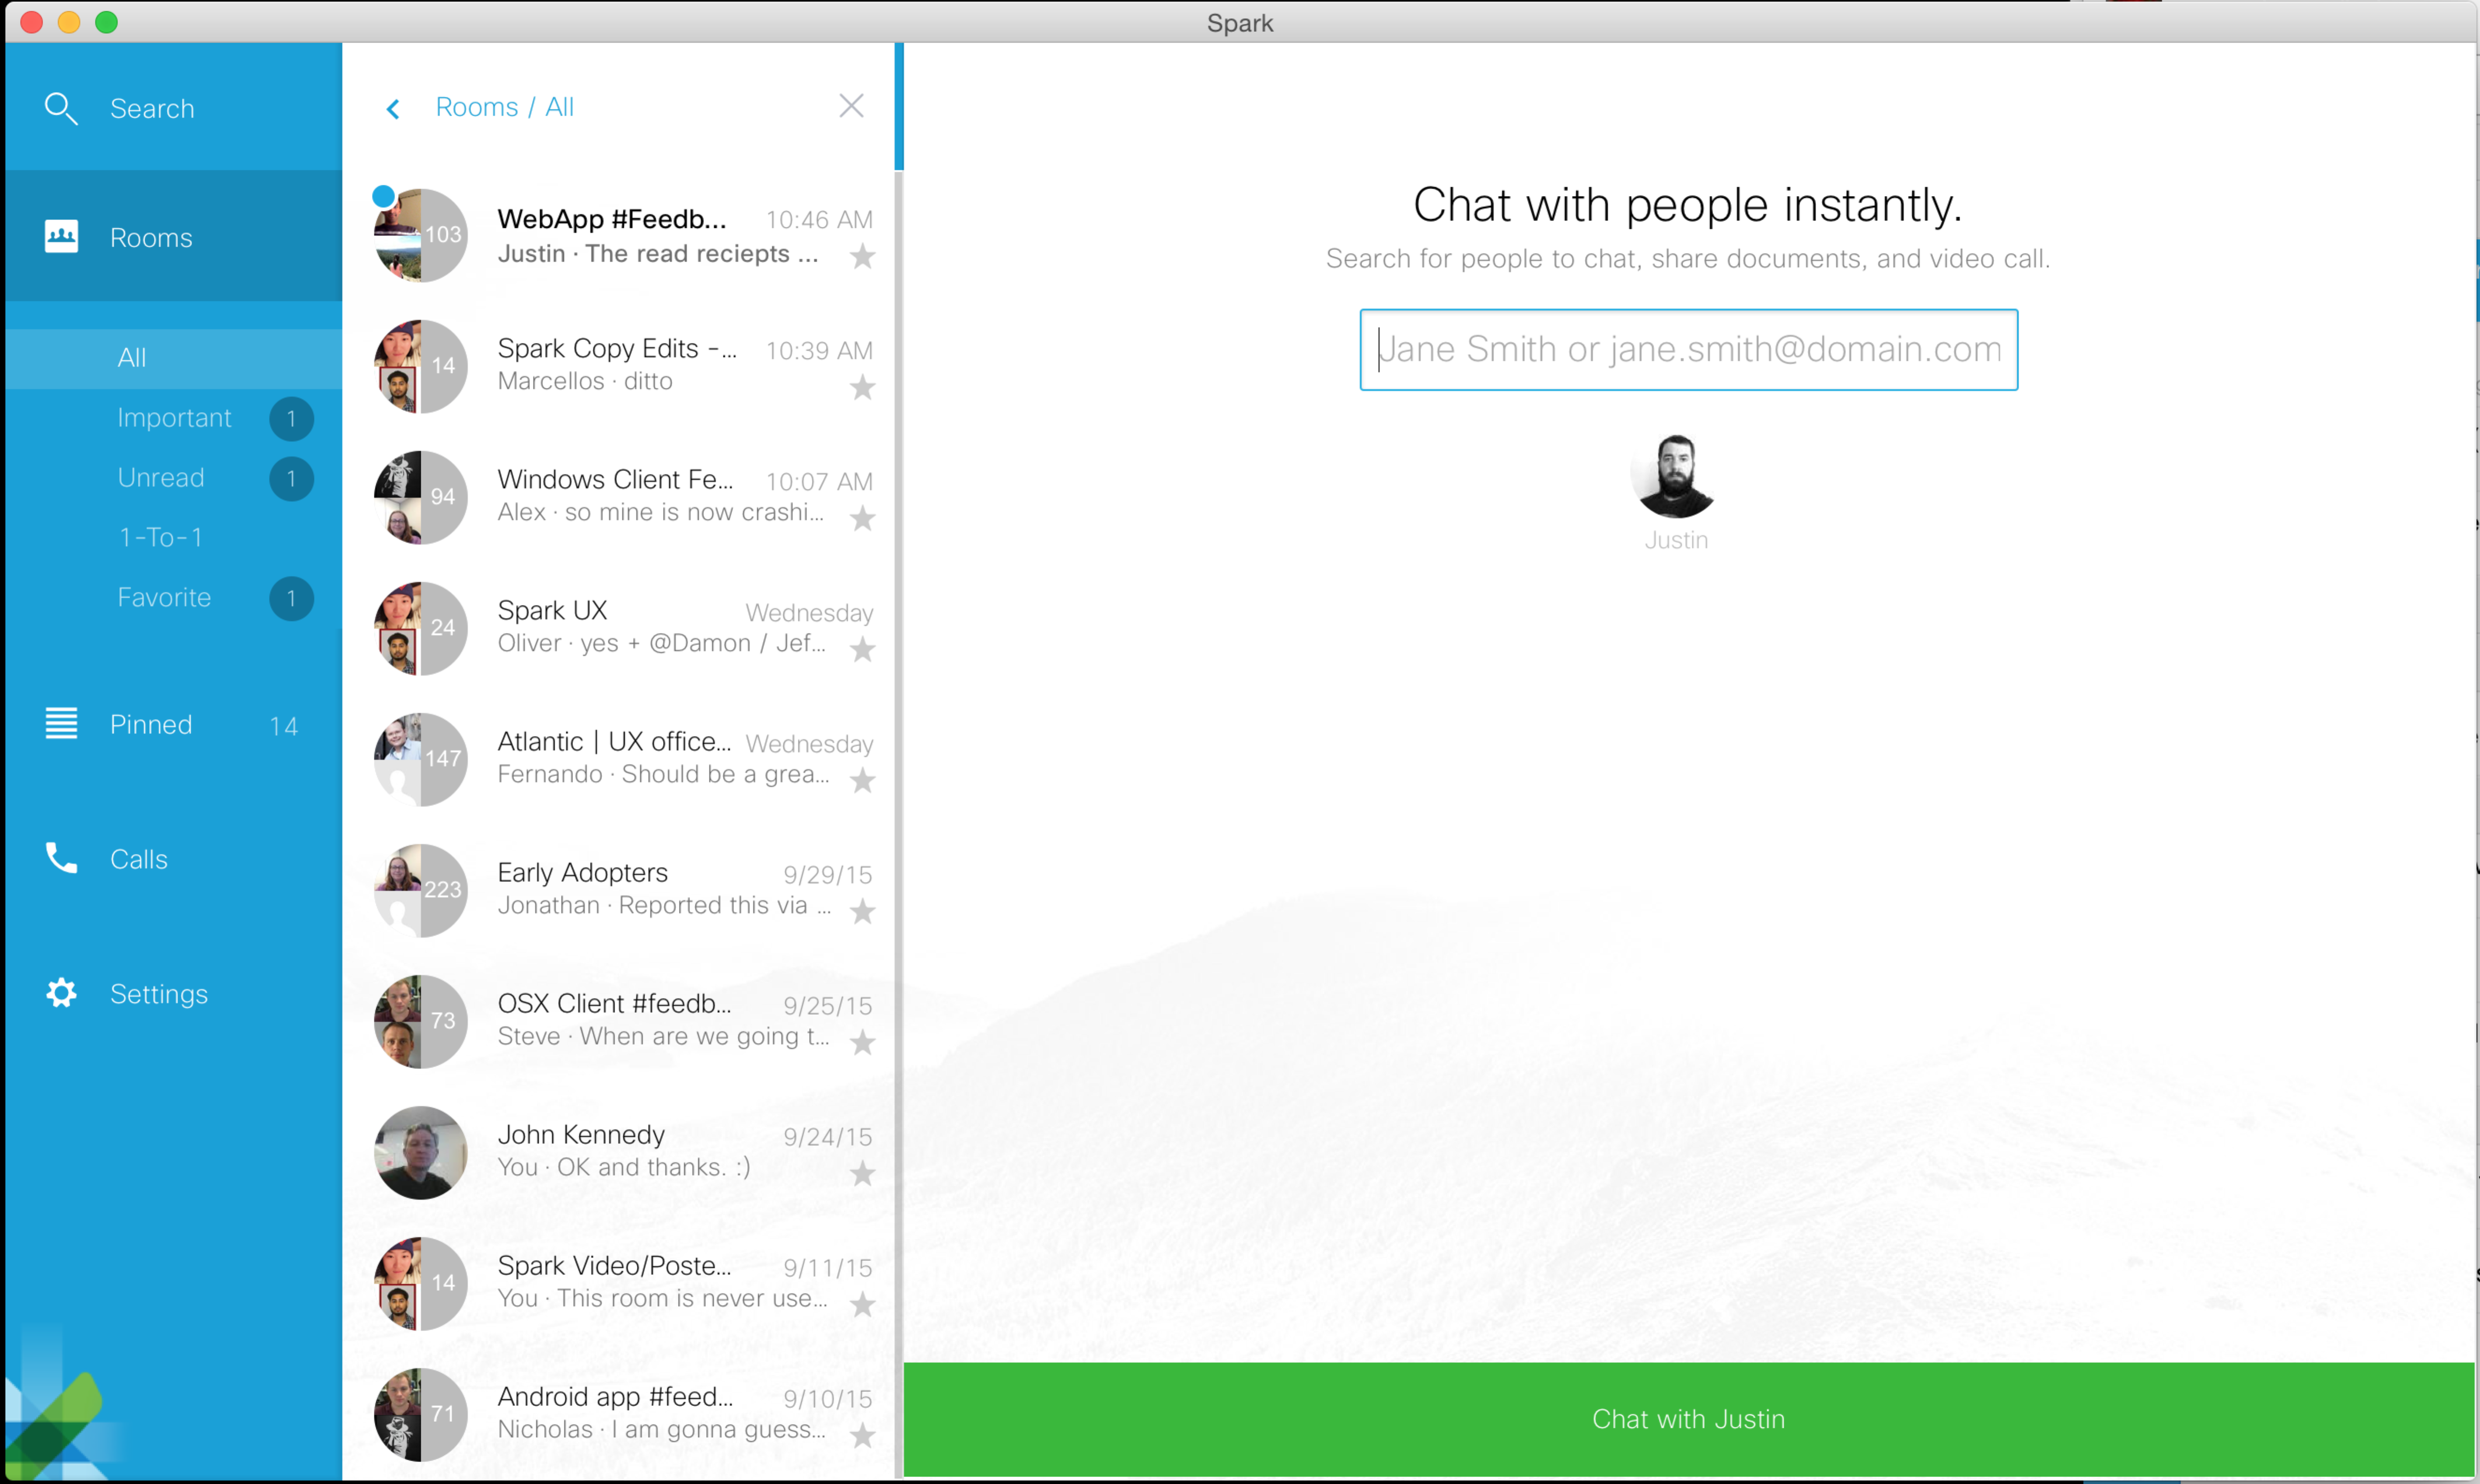 Spark
Search
Rooms
All
Important 1
Unread 1
1-To-1
Favorite 1
Pinned 14
Calls
Settings
Rooms / All
103 WebApp #Feedb... 10:46 AM
Justin · The read reciepts ...
14 Spark Copy Edits -... 10:39 AM
Marcellos · ditto
94 Windows Client Fe... 10:07 AM
Alex · so mine is now crashi...
24 Spark UX Wednesday
Oliver · yes + @Damon / Jef...
147 Atlantic | UX office... Wednesday
Fernando · Should be a grea...
223 Early Adopters 9/29/15
Jonathan · Reported this via ...
73 OSX Client #feedb... 9/25/15
Steve · When are we going t...
John Kennedy 9/24/15
You · OK and thanks. :)
14 Spark Video/Poste... 9/11/15
You · This room is never use...
71 Android app #feed... 9/10/15
Nicholas · I am gonna guess...
Chat with people instantly.
Search for people to chat, share documents, and video call.
Jane Smith or jane.smith@domain.com
Justin
Chat with Justin